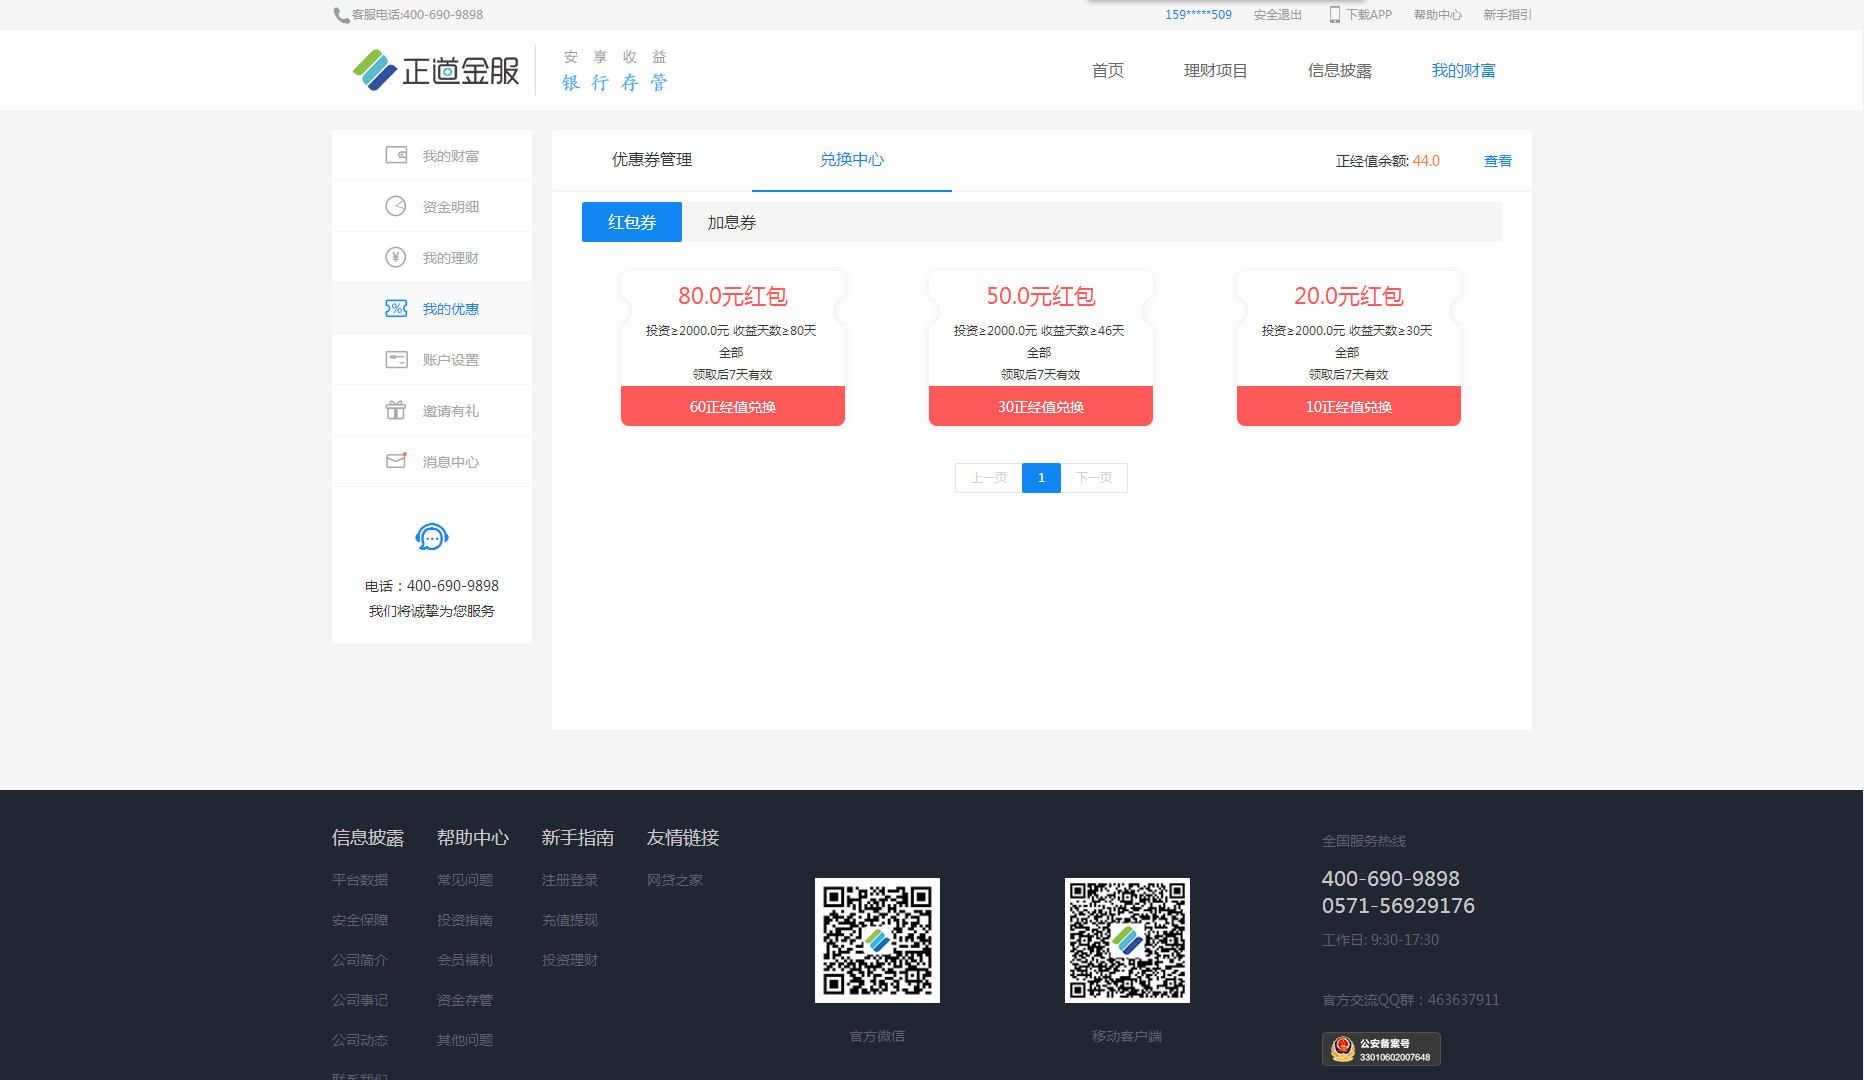 客服电话:400-690-9898
159*****509 安全退出 下载APP 帮助中心 新手指引
正道金服
安享收益
银行存管
首页 理财项目 信息披露 我的财富
我的财富
资金明细
我的理财
我的优惠
账户设置
邀请有礼
消息中心
电话：400-690-9898
我们将诚挚为您服务
优惠券管理 兑换中心 正经值余额: 44.0 查看
红包券 加息券
80.0元红包
投资≥2000.0元 收益天数≥80天
全部
领取后7天有效
60正经值兑换
50.0元红包
投资≥2000.0元 收益天数≥46天
全部
领取后7天有效
30正经值兑换
20.0元红包
投资≥2000.0元 收益天数≥30天
全部
领取后7天有效
10正经值兑换
上一页 1 下一页
信息披露
平台数据
安全保障
公司简介
公司事记
公司动态
联系我们
帮助中心
常见问题
投资指南
会员福利
资金存管
其他问题
新手指南
注册登录
充值提现
投资理财
友情链接
网贷之家
官方微信
移动客户端
全国服务热线
400-690-9898
0571-56929176
工作日: 9:30-17:30
官方交流QQ群：463637911
公安备案号
33010602007648